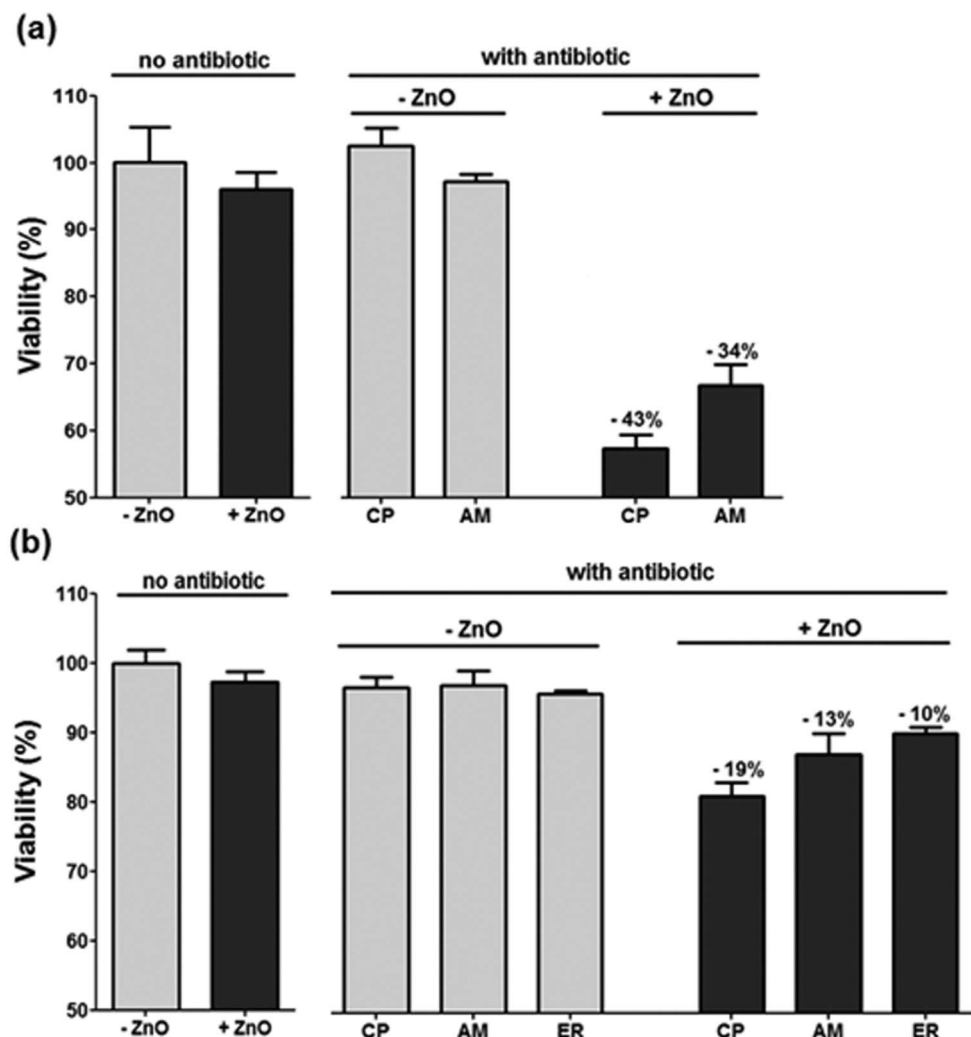 (a)
no antibiotic
with antibiotic
- ZnO
+ ZnO
Viability (%)
110
100
90
80
70
60
50
- 43%
- 34%
- ZnO
+ ZnO
CP
AM
CP
AM
(b)
no antibiotic
with antibiotic
- ZnO
+ ZnO
Viability (%)
110
100
90
80
70
60
50
- 19%
- 13%
- 10%
- ZnO
+ ZnO
CP
AM
ER
CP
AM
ER